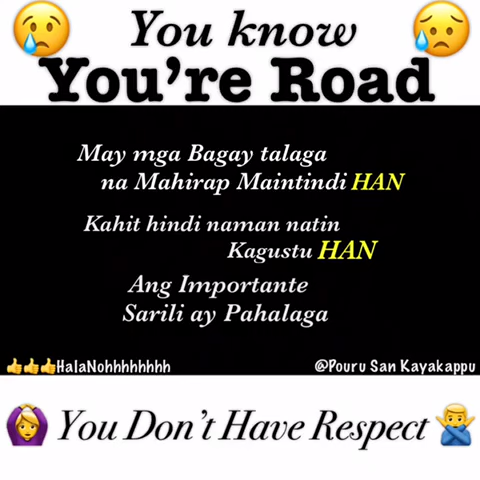 You know
You're Road
May mga Bagay talaga
na Mahirap Maintindi HAN
Kahit hindi naman natin
Kagustu HAN
Ang Importante
Sarili ay Pahalaga
👍👍👍HalaNohhhhhhhh @Pouru San Kayakappu
You Don't Have Respect